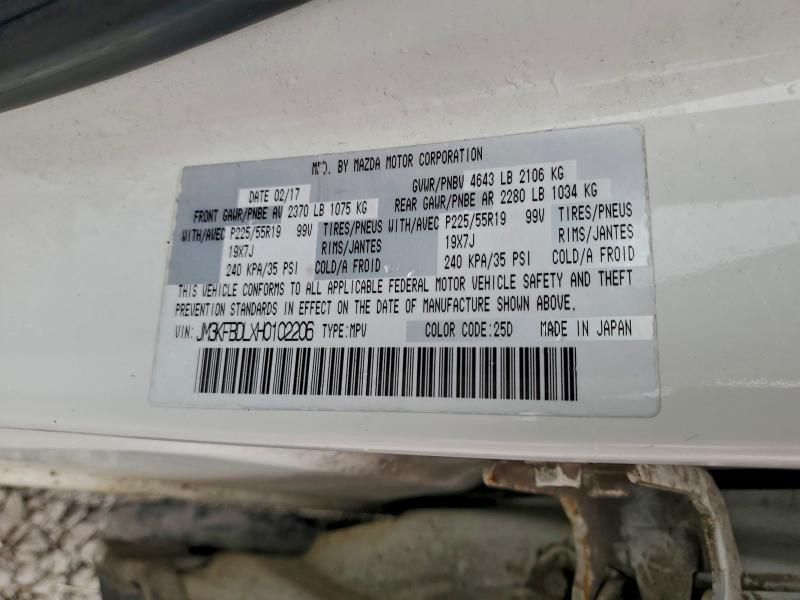 MFD. BY MAZDA MOTOR CORPORATION
DATE 02/17 GVWR/PNBV 4643 LB 2106 KG
FRONT GAWR/PNBE AV 2370 LB 1075 KG REAR GAWR/PNBE AR 2280 LB 1034 KG
WITH/AVEC P225/55R19 99V TIRES/PNEUS WITH/AVEC P225/55R19 99V TIRES/PNEUS
19X7J RIMS/JANTES 19X7J RIMS/JANTES
240 KPA/35 PSI COLD/A FROID 240 KPA/35 PSI COLD/A FROID
THIS VEHICLE CONFORMS TO ALL APPLICABLE FEDERAL MOTOR VEHICLE SAFETY AND THEFT
PREVENTION STANDARDS IN EFFECT ON THE DATE OF MANUFACTURE SHOWN ABOVE.
VIN: JM3KFBDLXH0102206 TYPE:MPV COLOR CODE:25D MADE IN JAPAN